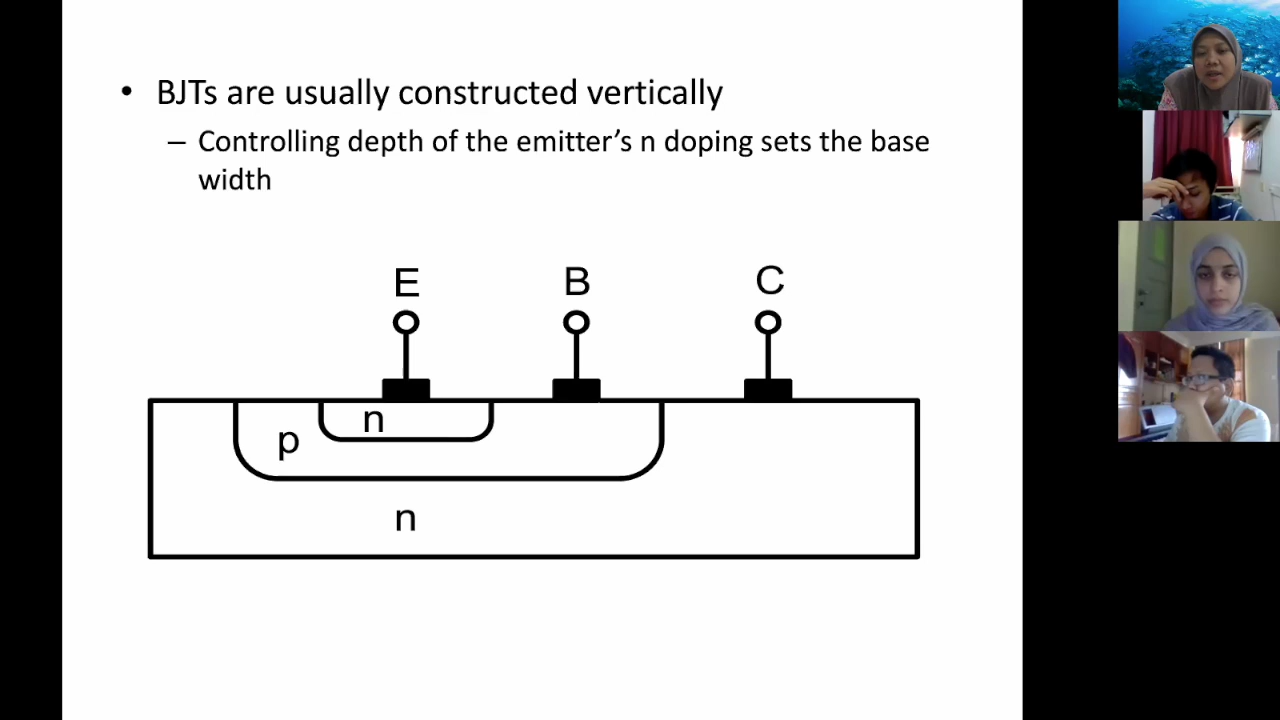 • BJTs are usually constructed vertically
– Controlling depth of the emitter’s n doping sets the base
width
E B C
n
p
n